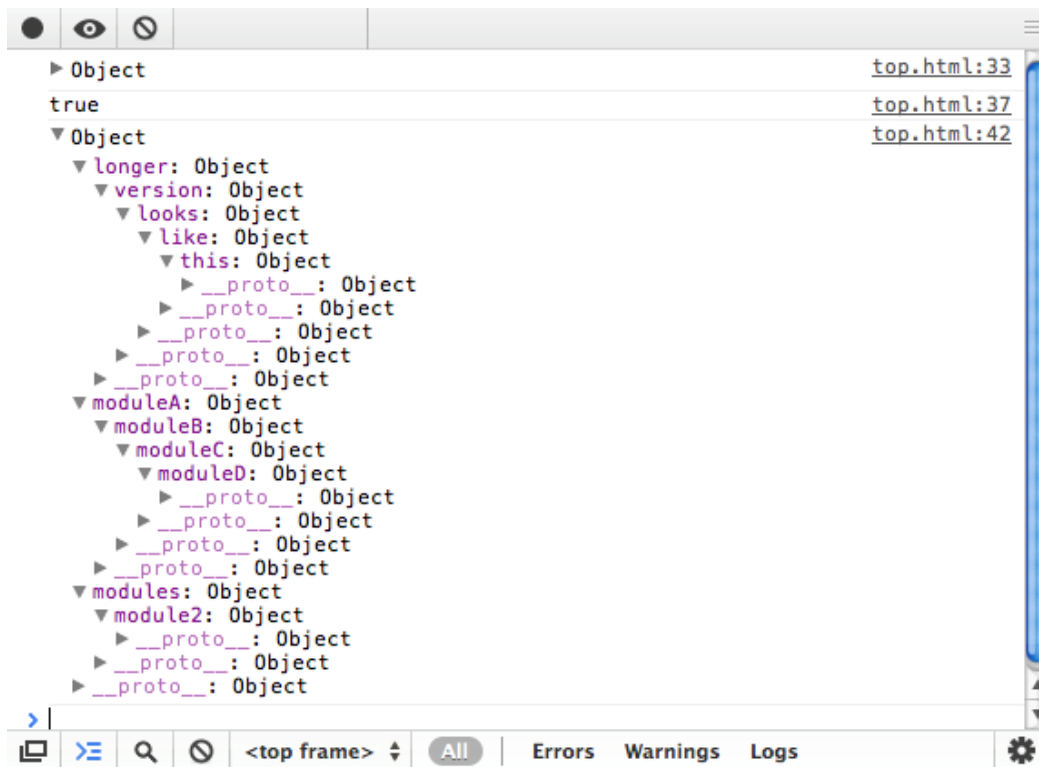 Object top.html:33
true top.html:37
Object top.html:42
longer: Object
version: Object
looks: Object
like: Object
this: Object
__proto__: Object
__proto__: Object
__proto__: Object
__proto__: Object
__proto__: Object
moduleA: Object
moduleB: Object
moduleC: Object
moduleD: Object
__proto__: Object
__proto__: Object
__proto__: Object
__proto__: Object
modules: Object
module2: Object
__proto__: Object
__proto__: Object
__proto__: Object
<top frame> All Errors Warnings Logs